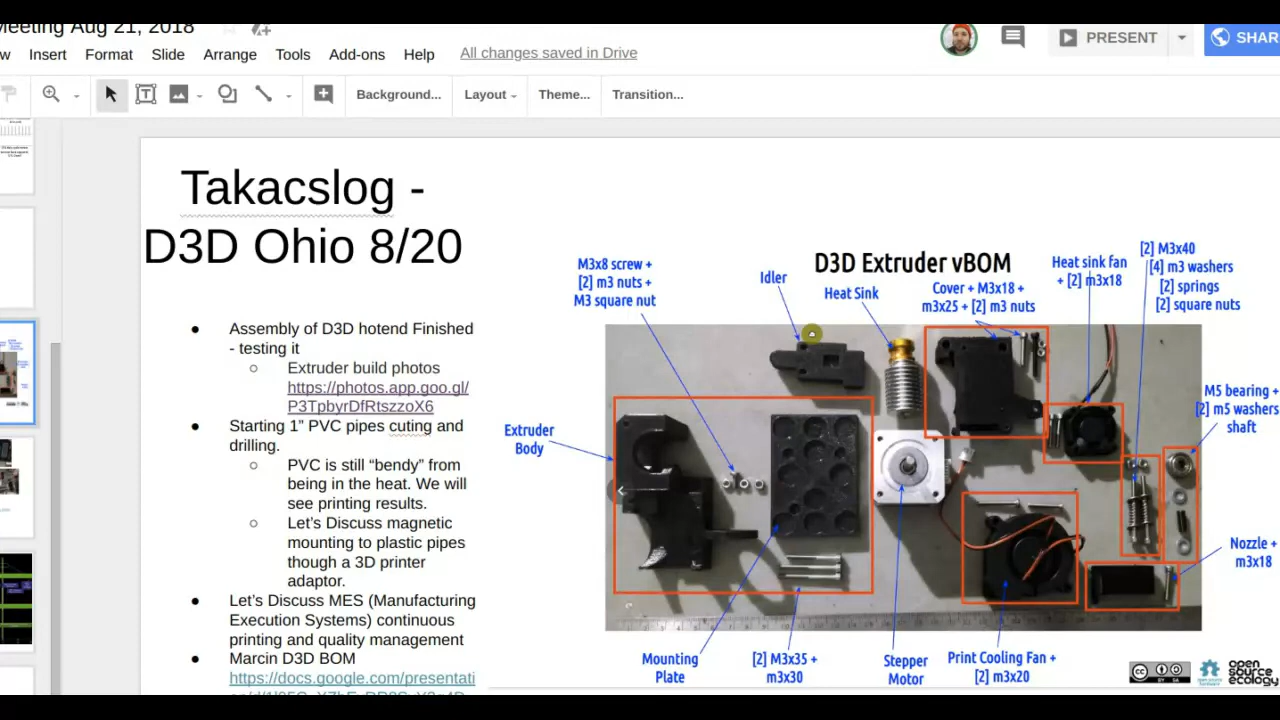 Meeting Aug 21, 2018
w Insert Format Slide Arrange Tools Add-ons Help All changes saved in Drive
PRESENT
SHAR
Background... Layout Theme... Transition...
Takacslog -
D3D Ohio 8/20
Assembly of D3D hotend Finished
- testing it
Extruder build photos
https://photos.app.goo.gl/
P3TpbyrDfRtszzoX6
Starting 1” PVC pipes cuting and
drilling.
PVC is still “bendy” from
being in the heat. We will
see printing results.
Let’s Discuss magnetic
mounting to plastic pipes
though a 3D printer
adaptor.
Let’s Discuss MES (Manufacturing
Execution Systems) continuous
printing and quality management
Marcin D3D BOM
https://docs.google.com/presentati
D3D Extruder vBOM
M3x8 screw +
[2] m3 nuts +
M3 square nut
Idler
Heat Sink
Cover + M3x18 +
m3x25 + [2] m3 nuts
Heat sink fan
+ [2] m3x18
[2] M3x40
[4] m3 washers
[2] springs
[2] square nuts
M5 bearing +
[2] m5 washers
shaft
Extruder
Body
Nozzle +
m3x18
Mounting
Plate
[2] M3x35 +
m3x30
Stepper
Motor
Print Cooling Fan +
[2] m3x20
open
source
ecology